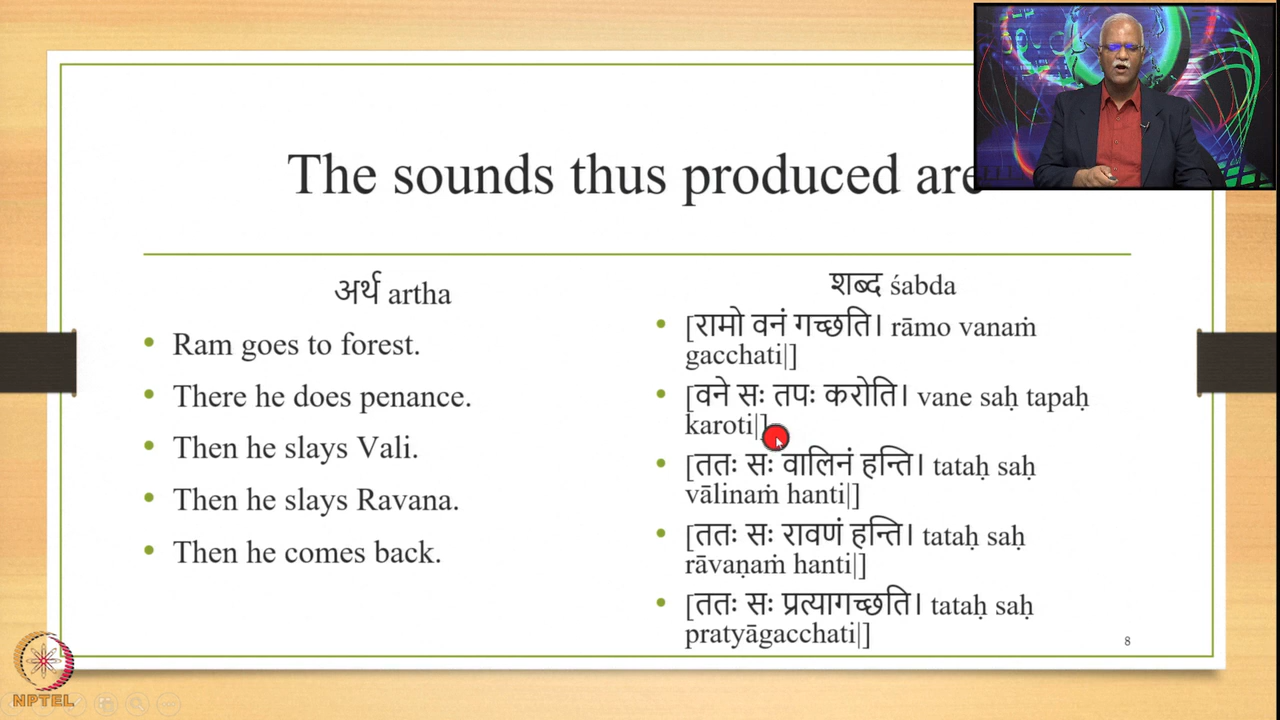 The sounds thus produced are
अर्थ artha
Ram goes to forest.
There he does penance.
Then he slays Vali.
Then he slays Ravana.
Then he comes back.
शब्द śabda
[रामो वनं गच्छति। rāmo vanaṁ
gacchati|]
[वने सः तपः करोति। vane saḥ tapaḥ
karoti|]
[ततः सः वालिनं हन्ति। tataḥ saḥ
vālinaṁ hanti|]
[ततः सः रावणं हन्ति। tataḥ saḥ
rāvaṇaṁ hanti|]
[ततः सः प्रत्यागच्छति। tataḥ saḥ
pratyāgacchati|]
8
NPTEL